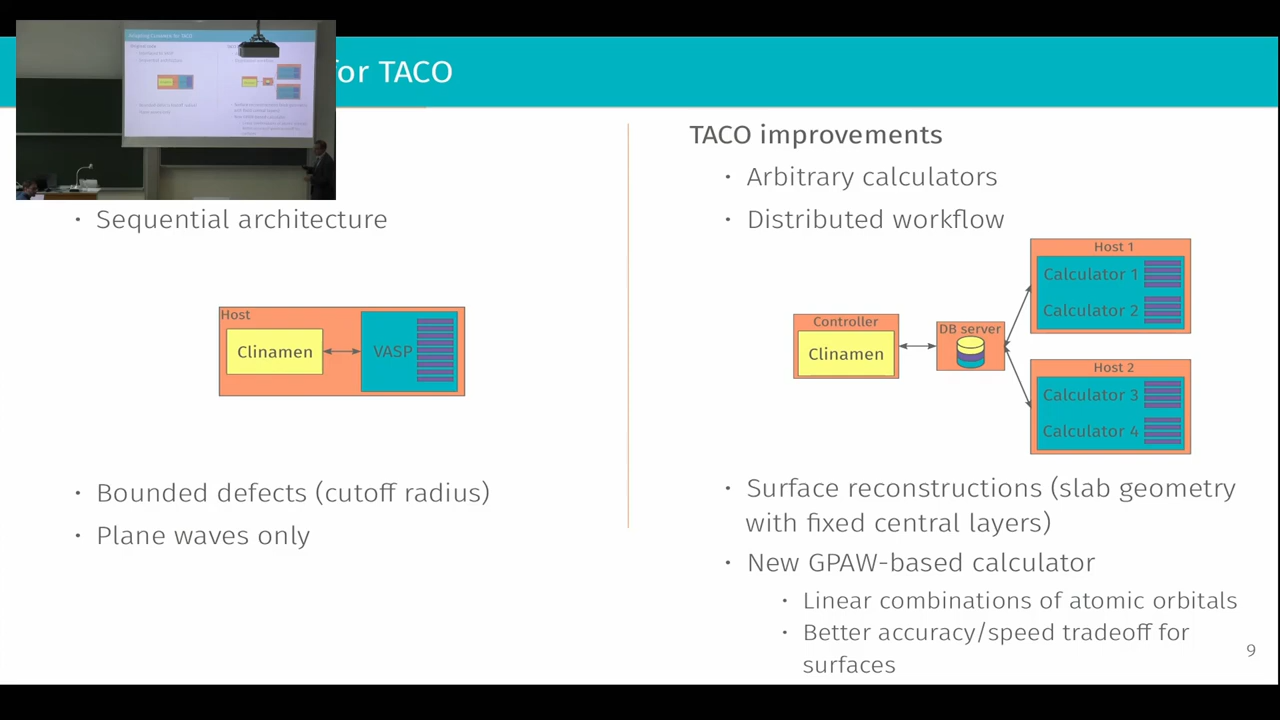 for TACO
• Sequential architecture
Host
Clinamen
VASP
• Bounded defects (cutoff radius)
• Plane waves only
TACO improvements
• Arbitrary calculators
• Distributed workflow
Controller
Clinamen
DB server
Host 1
Calculator 1
Calculator 2
Host 2
Calculator 3
Calculator 4
• Surface reconstructions (slab geometry
with fixed central layers)
• New GPAW-based calculator
• Linear combinations of atomic orbitals
• Better accuracy/speed tradeoff for
surfaces
9